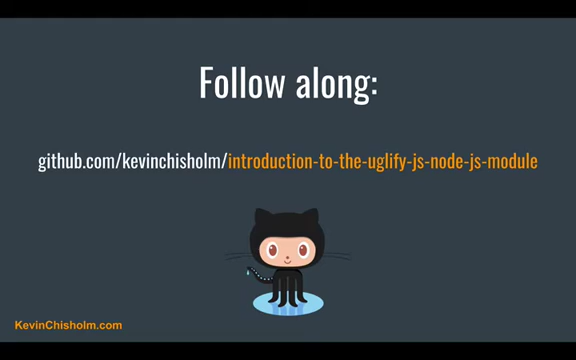 Follow along:
github.com/kevinchisholm/introduction-to-the-uglify-js-node-js-module
KevinChisholm.com